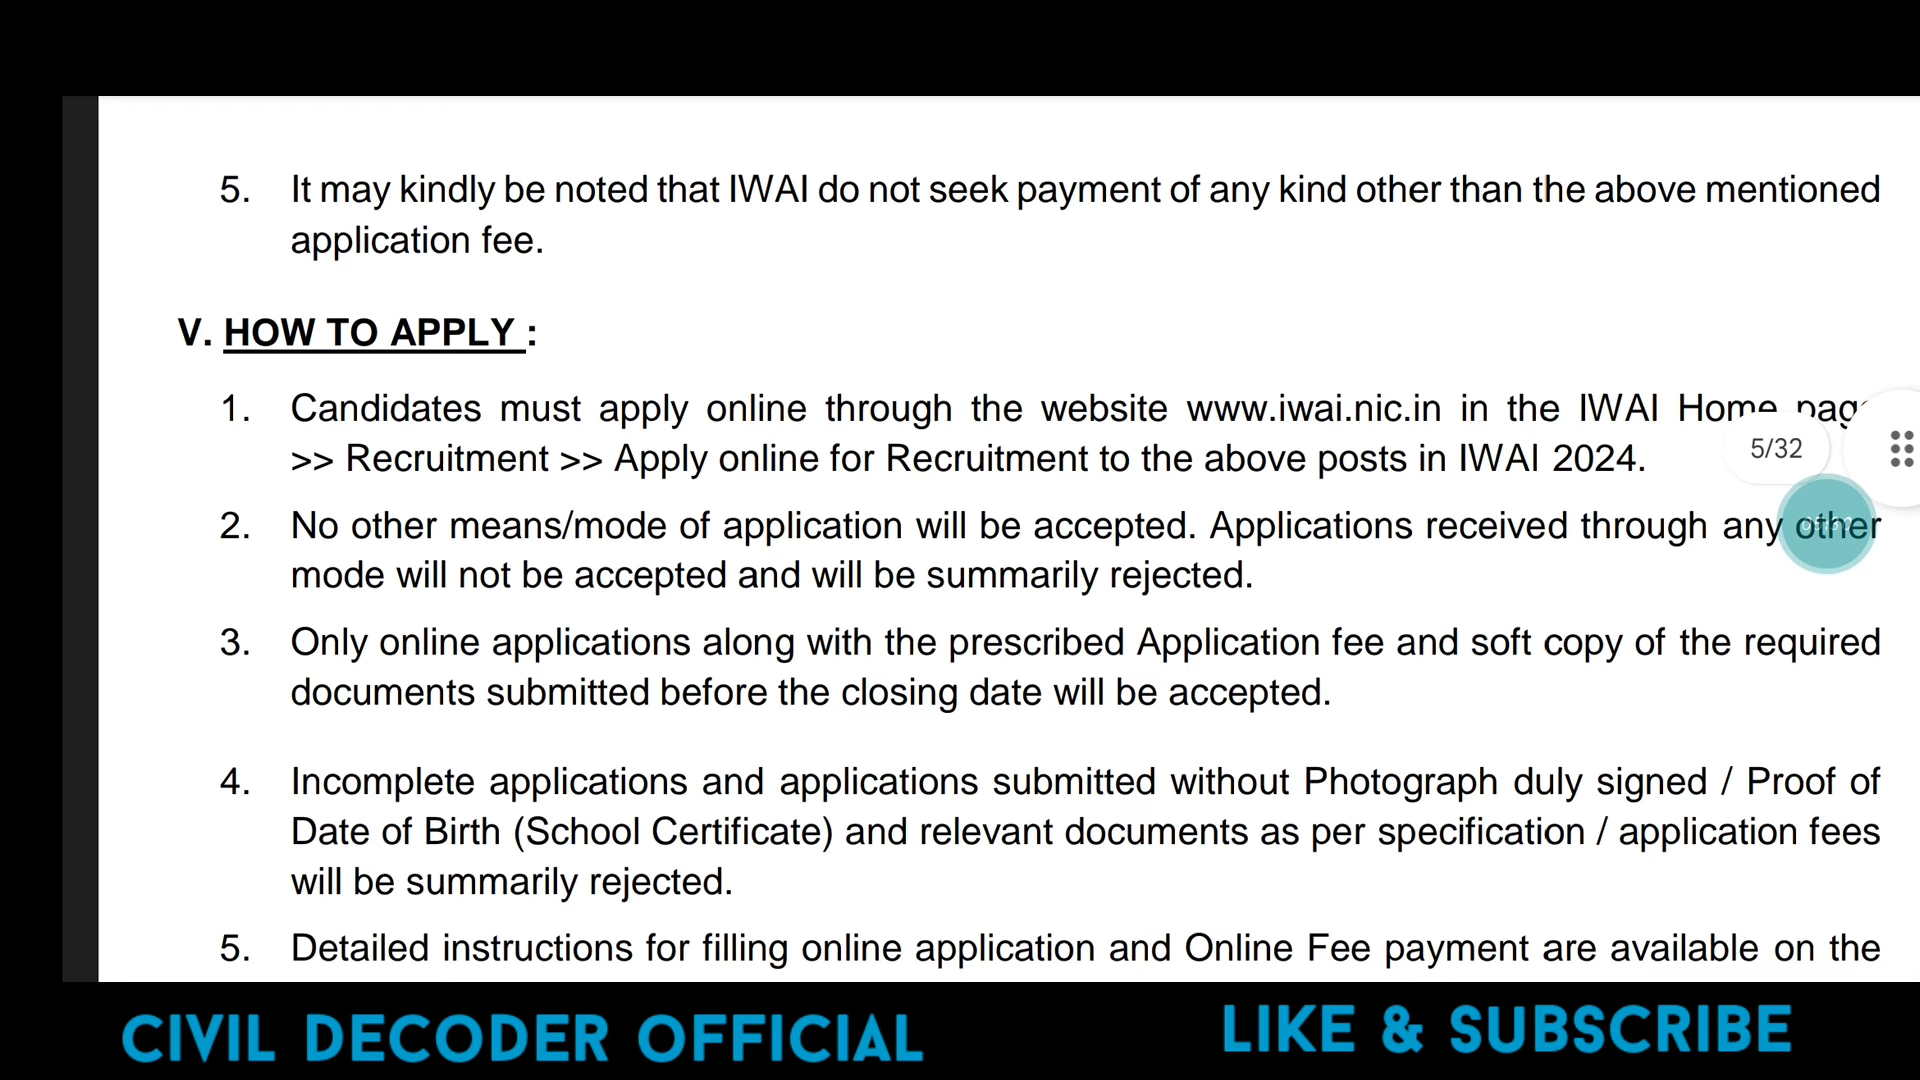 5. It may kindly be noted that IWAI do not seek payment of any kind other than the above mentioned
application fee.
V. HOW TO APPLY :
1. Candidates must apply online through the website www.iwai.nic.in in the IWAI Home page
>> Recruitment >> Apply online for Recruitment to the above posts in IWAI 2024.
5/32
2. No other means/mode of application will be accepted. Applications received through any other
mode will not be accepted and will be summarily rejected.
3. Only online applications along with the prescribed Application fee and soft copy of the required
documents submitted before the closing date will be accepted.
4. Incomplete applications and applications submitted without Photograph duly signed / Proof of
Date of Birth (School Certificate) and relevant documents as per specification / application fees
will be summarily rejected.
5. Detailed instructions for filling online application and Online Fee payment are available on the
CIVIL DECODER OFFICIAL
LIKE & SUBSCRIBE